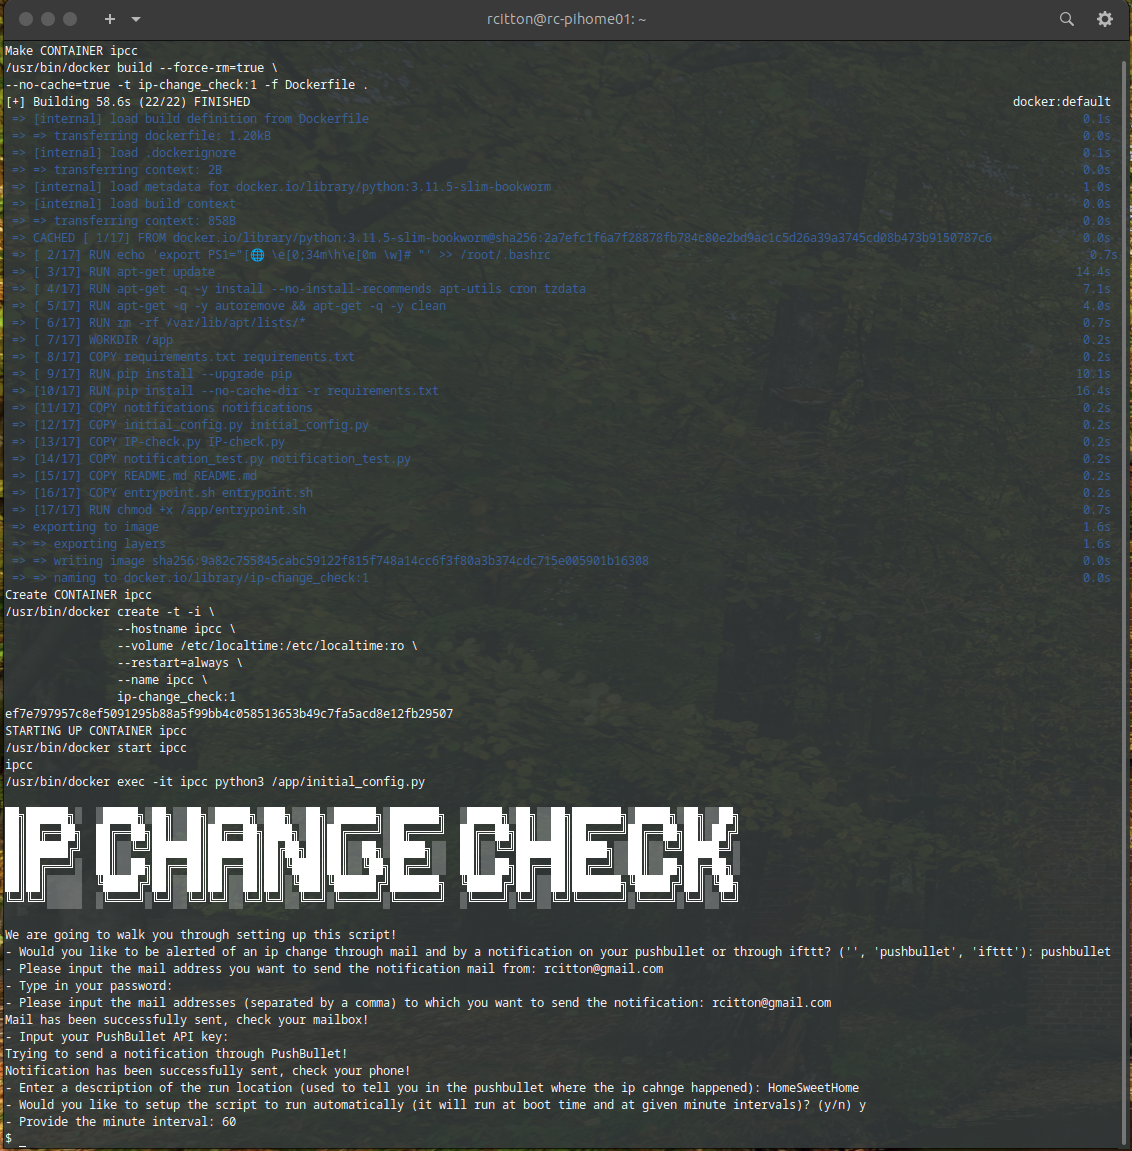 rcitton@rc-pihome01: ~
Make CONTAINER ipcc
/usr/bin/docker build --force-rm=true \
--no-cache=true -t ip-change_check:1 -f Dockerfile .
[+] Building 58.6s (22/22) FINISHED docker:default
=> [internal] load build definition from Dockerfile 0.1s
=> => transferring dockerfile: 1.20kB 0.0s
=> [internal] load .dockerignore 0.1s
=> => transferring context: 2B 0.0s
=> [internal] load metadata for docker.io/library/python:3.11.5-slim-bookworm 1.0s
=> [internal] load build context 0.0s
=> => transferring context: 858B 0.0s
=> CACHED [ 1/17] FROM docker.io/library/python:3.11.5-slim-bookworm@sha256:2a7efc1f6a7f28878fb784c80e2bd9ac1c5d26a39a3745cd08b473b9150787c6 0.0s
=> [ 2/17] RUN echo 'export PS1="[🌐 \e[0;34m\h\e[0m \w]# "' >> /root/.bashrc 0.7s
=> [ 3/17] RUN apt-get update 14.4s
=> [ 4/17] RUN apt-get -q -y install --no-install-recommends apt-utils cron tzdata 7.1s
=> [ 5/17] RUN apt-get -q -y autoremove && apt-get -q -y clean 4.0s
=> [ 6/17] RUN rm -rf /var/lib/apt/lists/* 0.7s
=> [ 7/17] WORKDIR /app 0.2s
=> [ 8/17] COPY requirements.txt requirements.txt 0.2s
=> [ 9/17] RUN pip install --upgrade pip 10.1s
=> [10/17] RUN pip install --no-cache-dir -r requirements.txt 16.4s
=> [11/17] COPY notifications notifications 0.2s
=> [12/17] COPY initial_config.py initial_config.py 0.2s
=> [13/17] COPY IP-check.py IP-check.py 0.2s
=> [14/17] COPY notification_test.py notification_test.py 0.2s
=> [15/17] COPY README.md README.md 0.2s
=> [16/17] COPY entrypoint.sh entrypoint.sh 0.2s
=> [17/17] RUN chmod +x /app/entrypoint.sh 0.7s
=> exporting to image 1.6s
=> => exporting layers 1.6s
=> => writing image sha256:9a82c755845cabc59122f815f748a14cc6f3f80a3b374cdc715e005901b16308 0.0s
=> => naming to docker.io/library/ip-change_check:1 0.0s
Create CONTAINER ipcc
/usr/bin/docker create -t -i \
--hostname ipcc \
--volume /etc/localtime:/etc/localtime:ro \
--restart=always \
--name ipcc \
ip-change_check:1
ef7e797957c8ef5091295b88a5f99bb4c058513653b49c7fa5acd8e12fb29507
STARTING UP CONTAINER ipcc
/usr/bin/docker start ipcc
ipcc
/usr/bin/docker exec -it ipcc python3 /app/initial_config.py
IP CHANGE CHECK
We are going to walk you through setting up this script!
- Would you like to be alerted of an ip change through mail and by a notification on your pushbullet or through ifttt? ('', 'pushbullet', 'ifttt'): pushbullet
- Please input the mail address you want to send the notification mail from: rcitton@gmail.com
- Type in your password:
- Please input the mail addresses (separated by a comma) to which you want to send the notification: rcitton@gmail.com
Mail has been successfully sent, check your mailbox!
- Input your PushBullet API key:
Trying to send a notification through PushBullet!
Notification has been successfully sent, check your phone!
- Enter a description of the run location (used to tell you in the pushbullet where the ip cahnge happened): HomeSweetHome
- Would you like to setup the script to run automatically (it will run at boot time and at given minute intervals)? (y/n) y
- Provide the minute interval: 60
$ _